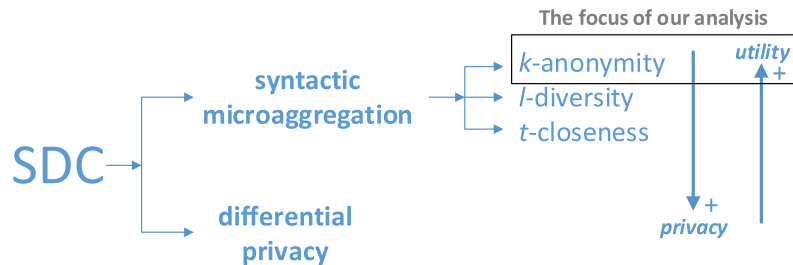 The focus of our analysis
utility
+
k-anonymity
syntactic
microaggregation
l-diversity
t-closeness
SDC
differential
privacy
+
privacy